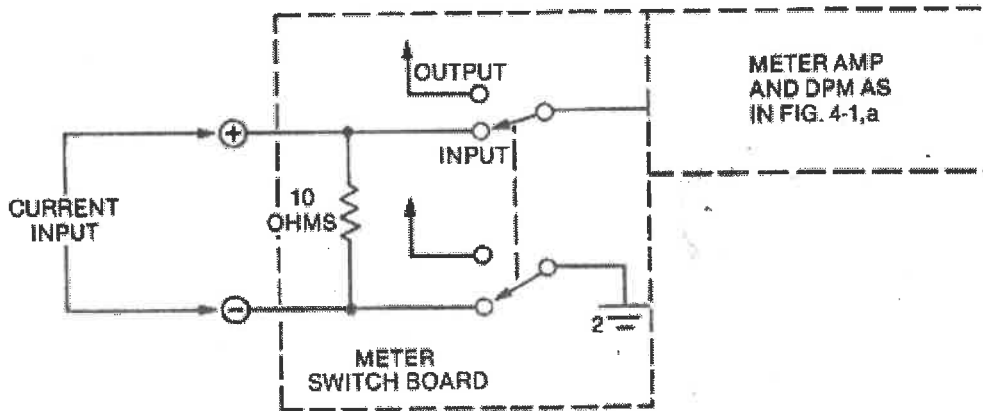 OUTPUT
METER AMP
AND DPM AS
IN FIG. 4-1,a
+
INPUT
10
OHMS
CURRENT
INPUT
−
2
METER
SWITCH BOARD